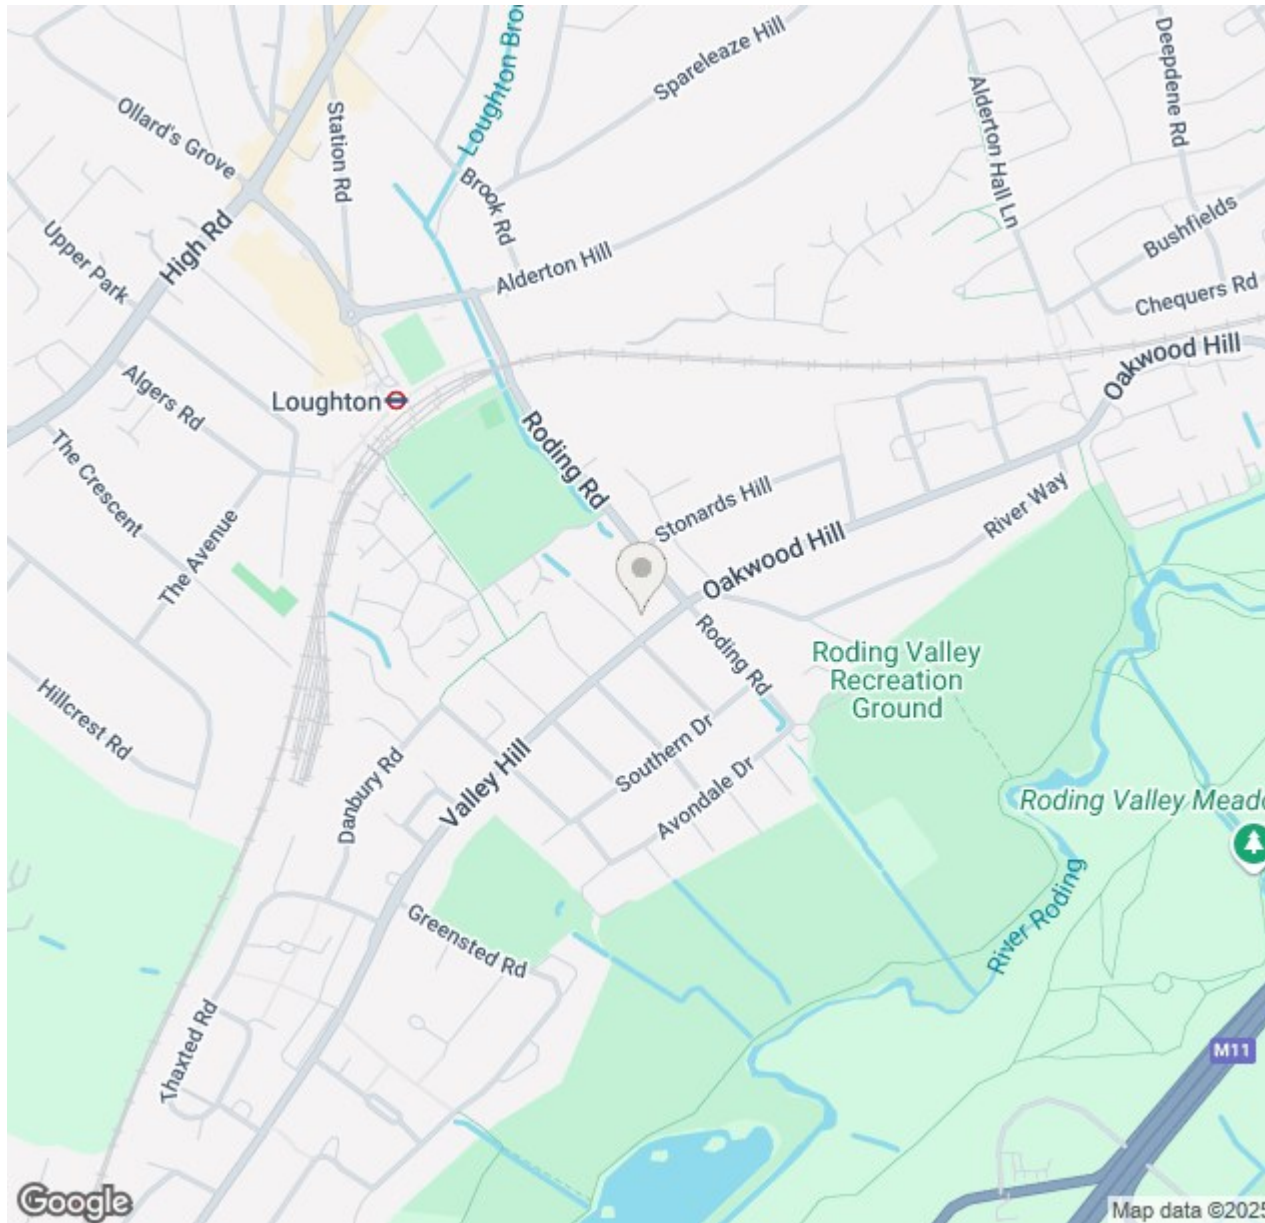 Loughton Broo
Spareleaze Hill
Deepdene Rd
Ollard's Grove
Station Rd
Alderton Hall Ln
Brook Rd
Bushfields
High Rd
Upper Park
Alderton Hill
Chequers Rd
Oakwood Hill
Algers Rd
Loughton
Roding Rd
The Crescent
Stonards Hill
River Way
The Avenue
Oakwood Hill
Roding Rd
Roding Valley
Recreation
Ground
Hillcrest Rd
Southern Dr
Danbury Rd
Valley Hill
Avondale Dr
Roding Valley Meado
River Roding
Greensted Rd
Thaxted Rd
M11
Google
Map data ©2025